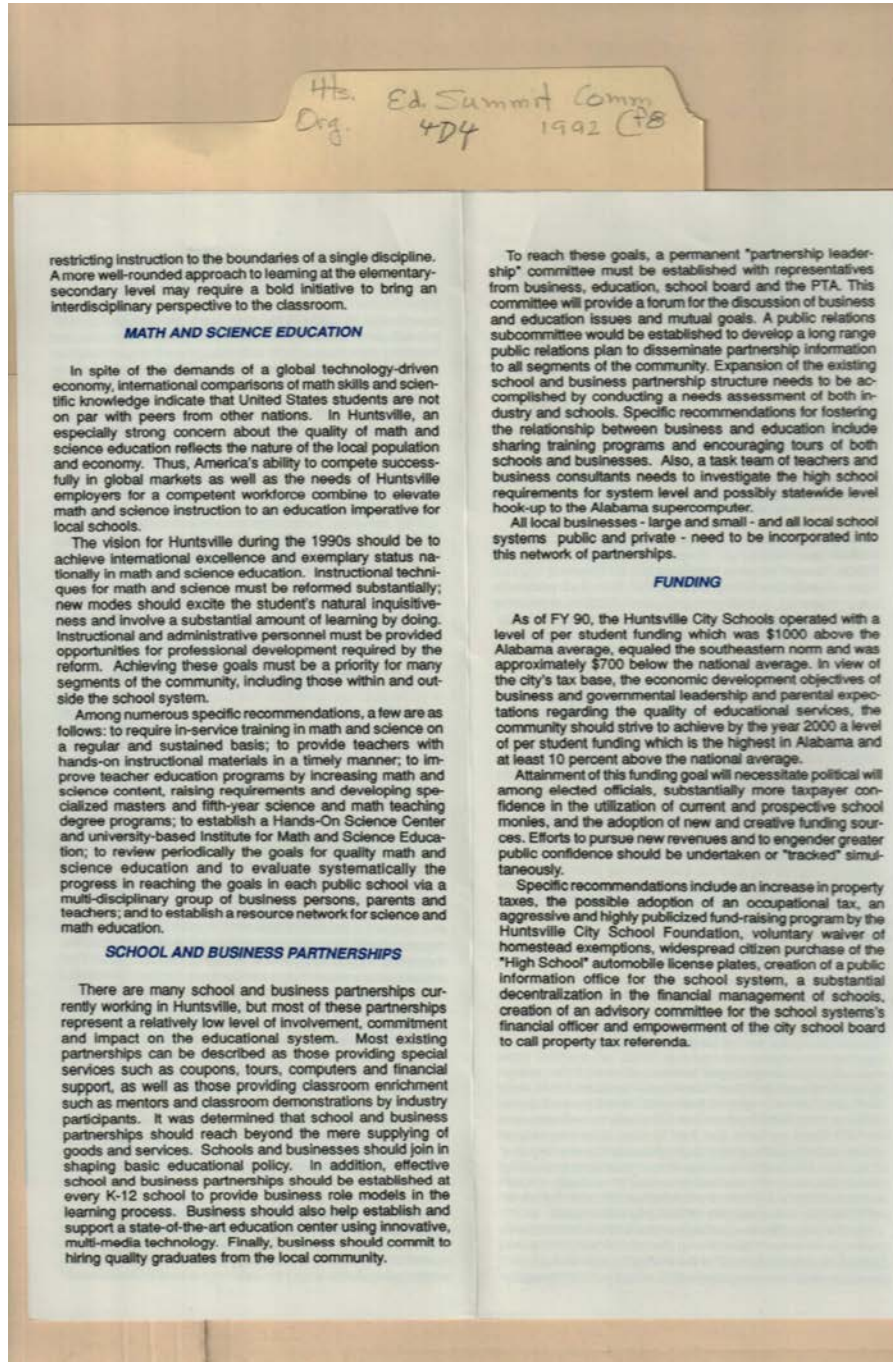 Hts. Ed. Summit Comm
Org. 4D4 1992
restricting instruction to the boundaries of a single discipline.
A more well-rounded approach to learning at the elementary-
secondary level may require a bold initiative to bring an
interdisciplinary perspective to the classroom.
MATH AND SCIENCE EDUCATION
In spite of the demands of a global technology-driven
economy, international comparisons of math skills and scien-
tific knowledge indicate that United States students are not
on par with peers from other nations. In Huntsville, an
especially strong concern about the quality of math and
science education reflects the nature of the local population
and economy. Thus, America's ability to compete success-
fully in global markets as well as the needs of Huntsville
employers for a competent workforce combine to elevate
math and science instruction to an education imperative for
local schools.
The vision for Huntsville during the 1990s should be to
achieve international excellence and exemplary status na-
tionally in math and science education. Instructional techni-
ques for math and science must be reformed substantially;
new modes should excite the student's natural inquisitive-
ness and involve a substantial amount of learning by doing.
Instructional and administrative personnel must be provided
opportunities for professional development required by the
reform. Achieving these goals must be a priority for many
segments of the community, including those within and out-
side the school system.
Among numerous specific recommendations, a few are as
follows: to require in-service training in math and science on
a regular and sustained basis; to provide teachers with
hands-on instructional materials in a timely manner; to im-
prove teacher education programs by increasing math and
science content, raising requirements and developing spe-
cialized masters and fifth-year science and math teaching
degree programs; to establish a Hands-On Science Center
and university-based Institute for Math and Science Educa-
tion; to review periodically the goals for quality math and
science education and to evaluate systematically the
progress in reaching the goals in each public school via a
multi-disciplinary group of business persons, parents and
teachers; and to establish a resource network for science and
math education.
SCHOOL AND BUSINESS PARTNERSHIPS
There are many school and business partnerships cur-
rently working in Huntsville, but most of these partnerships
represent a relatively low level of involvement, commitment
and impact on the educational system. Most existing
partnerships can be described as those providing special
services such as coupons, tours, computers and financial
support, as well as those providing classroom enrichment
such as mentors and classroom demonstrations by industry
participants. It was determined that school and business
partnerships should reach beyond the mere supplying of
goods and services. Schools and businesses should join in
shaping basic educational policy. In addition, effective
school and business partnerships should be established at
every K-12 school to provide business role models in the
learning process. Business should also help establish and
support a state-of-the-art education center using innovative,
multi-media technology. Finally, business should commit to
hiring quality graduates from the local community.
To reach these goals, a permanent "partnership leader-
ship" committee must be established with representatives
from business, education, school board and the PTA. This
committee will provide a forum for the discussion of business
and education issues and mutual goals. A public relations
subcommittee would be established to develop a long range
public relations plan to disseminate partnership information
to all segments of the community. Expansion of the existing
school and business partnership structure needs to be ac-
complished by conducting a needs assessment of both in-
dustry and schools. Specific recommendations for fostering
the relationship between business and education include
sharing training programs and encouraging tours of both
schools and businesses. Also, a task team of teachers and
business consultants needs to investigate the high school
requirements for system level and possibly statewide level
hook-up to the Alabama supercomputer.
All local businesses - large and small - and all local school
systems public and private - need to be incorporated into
this network of partnerships.
FUNDING
As of FY 90, the Huntsville City Schools operated with a
level of per student funding which was $1000 above the
Alabama average, equaled the southeastern norm and was
approximately $700 below the national average. In view of
the city's tax base, the economic development objectives of
business and governmental leadership and parental expec-
tations regarding the quality of educational services, the
community should strive to achieve by the year 2000 a level
of per student funding which is the highest in Alabama and
at least 10 percent above the national average.
Attainment of this funding goal will necessitate political will
among elected officials, substantially more taxpayer con-
fidence in the utilization of current and prospective school
monies, and the adoption of new and creative funding sour-
ces. Efforts to pursue new revenues and to engender greater
public confidence should be undertaken or "tracked" simul-
taneously.
Specific recommendations include an increase in property
taxes, the possible adoption of an occupational tax, an
aggressive and highly publicized fund-raising program by the
Huntsville City School Foundation, voluntary waiver of
homestead exemptions, widespread citizen purchase of the
"High School" automobile license plates, creation of a public
information office for the school system, a substantial
decentralization in the financial management of schools,
creation of an advisory committee for the school systems's
financial officer and empowerment of the city school board
to call property tax referenda.